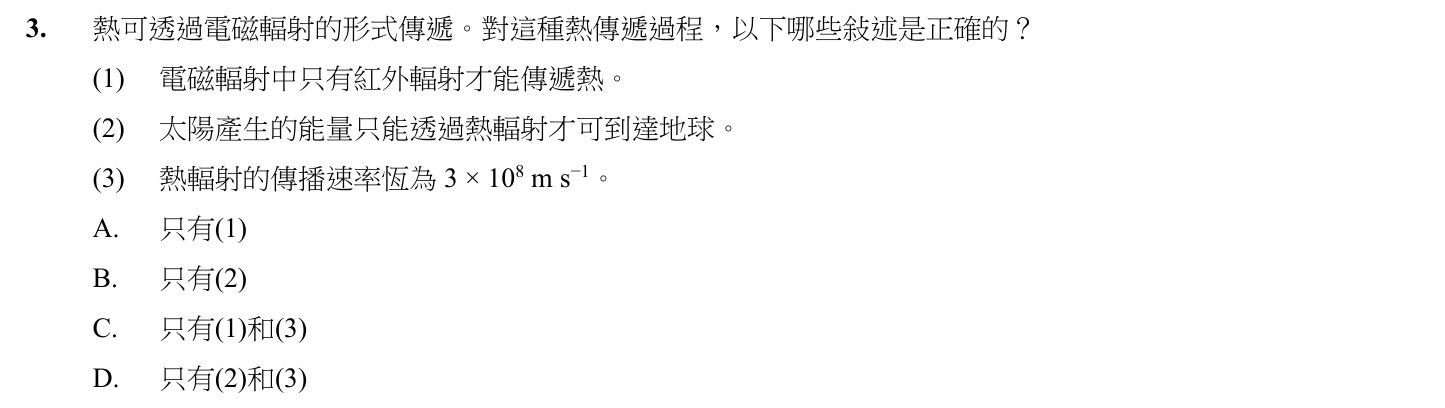 3. 熱可透過電磁輻射的形式傳遞。對這種熱傳遞過程，以下哪些敍述是正確的？
(1) 電磁輻射中只有紅外輻射才能傳遞熱。
(2) 太陽產生的能量只能透過熱輻射才可到達地球。
(3) 熱輻射的傳播速率恆為 3 × 10⁸ m s⁻¹。
A. 只有(1)
B. 只有(2)
C. 只有(1)和(3)
D. 只有(2)和(3)